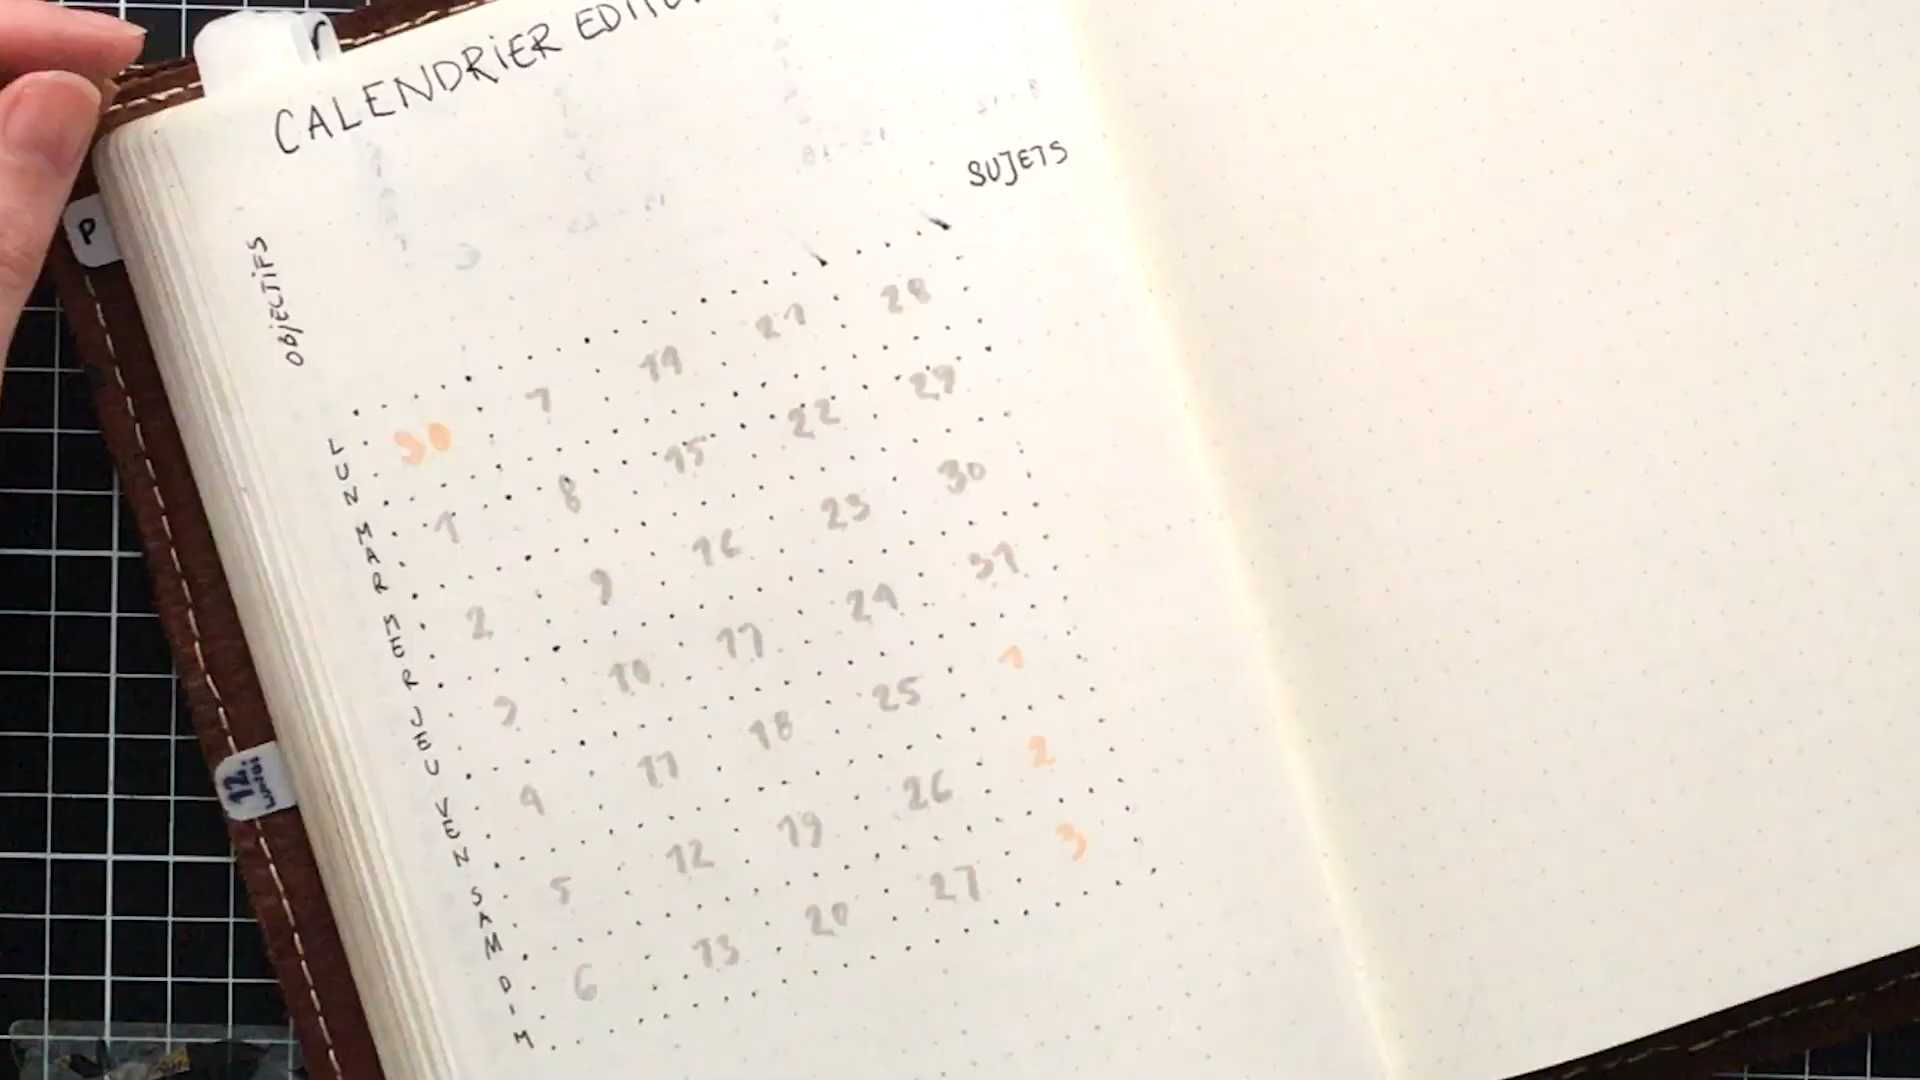 CALENDRIER EDITO
SUJETS
P
OBJECTIFS
LUN 30 7 14 21 28
MAR 1 8 15 22 29
MER 2 9 16 23 30
JEU 3 10 17 24 31
VEN 4 11 18 25 1
SAM 5 12 19 26 2
DIM 6 13 20 27 3
12